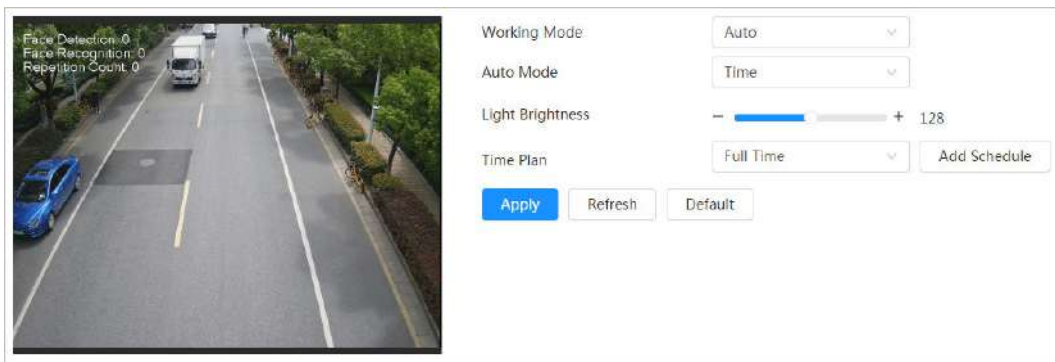 Face Detection: 0
Face Recognition: 0
Repetition Count: 0
Working Mode Auto
Auto Mode Time
Light Brightness − + 128
Time Plan Full Time Add Schedule
Apply Refresh Default